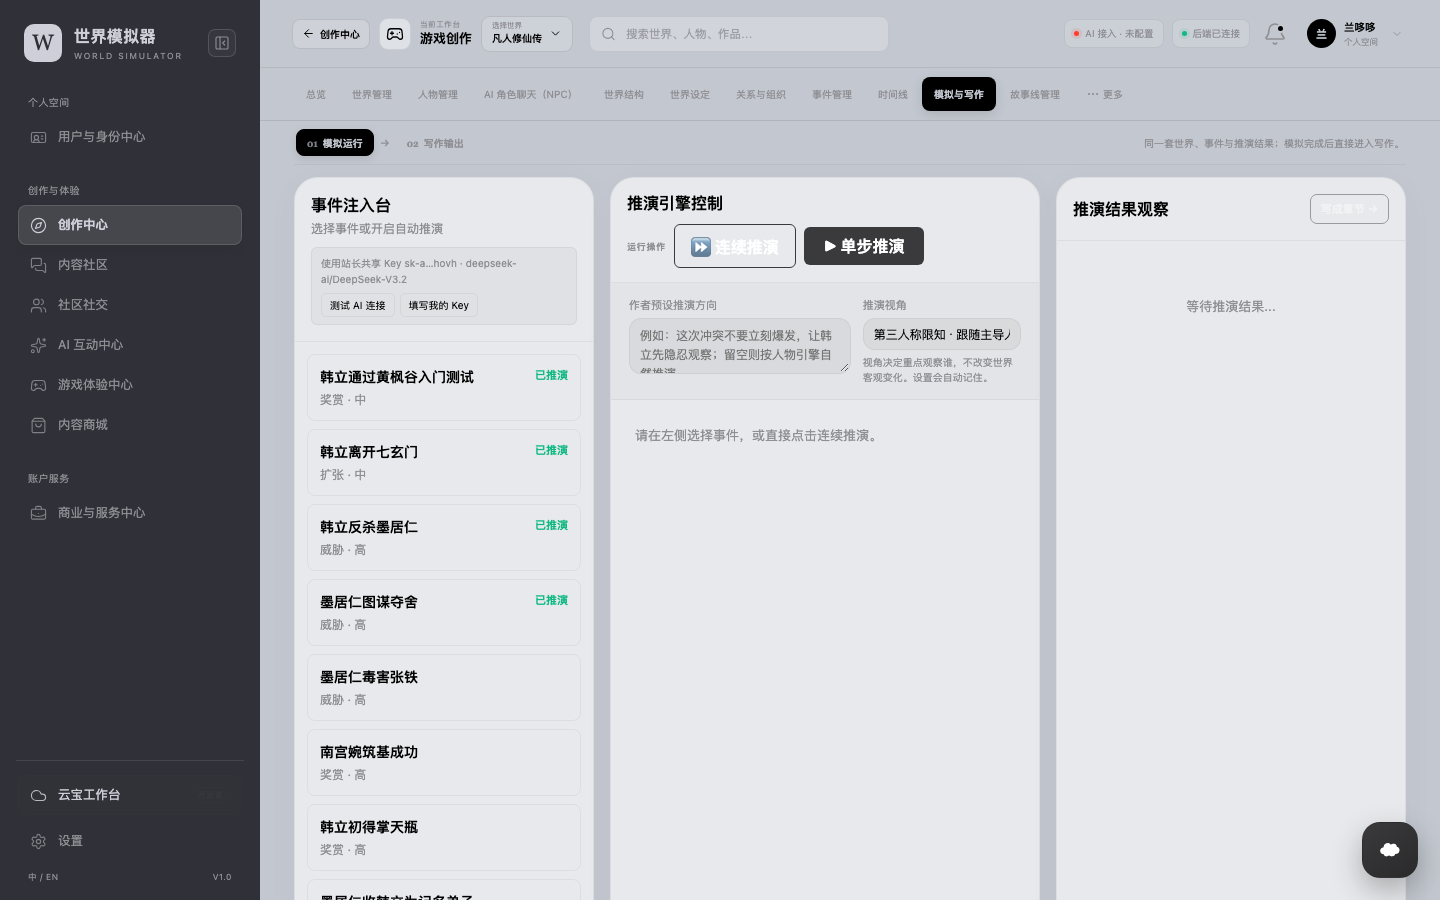 W
世界模拟器
WORLD SIMULATOR
个人空间
用户与身份中心
创作与体验
创作中心
内容社区
社区社交
AI 互动中心
游戏体验中心
内容商城
账户服务
商业与服务中心
云宝工作台
设置
中 / EN
V1.0
← 创作中心
当前工作台
游戏创作
选择世界
凡人修仙传
搜索世界、人物、作品...
AI 接入 · 未配置
后端已连接
兰
兰哆哆
个人空间
总览
世界管理
人物管理
AI 角色聊天（NPC）
世界结构
世界设定
关系与组织
事件管理
时间线
模拟与写作
故事线管理
··· 更多
01 模拟运行
→
02 写作输出
同一套世界、事件与推演结果；模拟完成后直接进入写作。
事件注入台
选择事件或开启自动推演
使用站长共享 Key sk-a...hovh · deepseek-
ai/DeepSeek-V3.2
测试 AI 连接
填写我的 Key
韩立通过黄枫谷入门测试
已推演
奖赏 · 中
韩立离开七玄门
已推演
扩张 · 中
韩立反杀墨居仁
已推演
威胁 · 高
墨居仁图谋夺舍
已推演
威胁 · 高
墨居仁毒害张铁
威胁 · 高
南宫婉筑基成功
奖赏 · 高
韩立初得掌天瓶
奖赏 · 高
墨居仁收韩立为记名弟子
推演引擎控制
运行操作
⏩ 连续推演
▶ 单步推演
作者预设推演方向
例如：这次冲突不要立刻爆发，让韩
立先隐忍观察；留空则按人物引擎自
然推演
推演视角
第三人称限知 · 跟随主导人
视角决定重点观察谁，不改变世界
客观变化。设置会自动记住。
请在左侧选择事件，或直接点击连续推演。
推演结果观察
写成章节 →
等待推演结果...